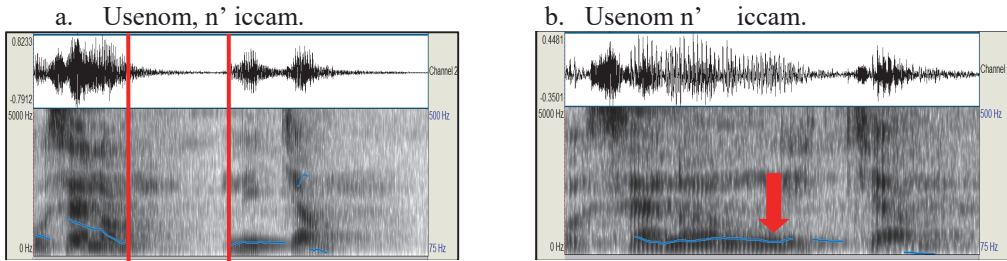 a. Usenom, n’ iccam.
0.8233
-0.7912
5000 Hz
0 Hz
Channel 2
500 Hz
75 Hz
b. Usenom n’ iccam.
0.4481
-0.3501
5000 Hz
0 Hz
Channel
500 Hz
75 Hz